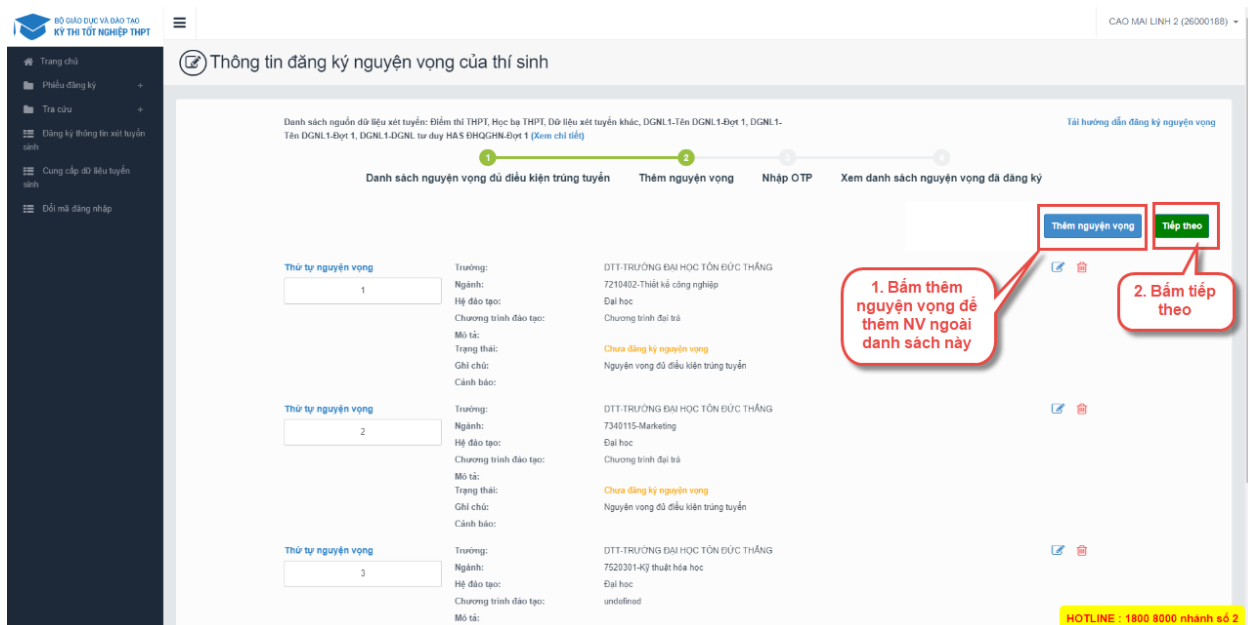 BỘ GIÁO DỤC VÀ ĐÀO TẠO
KỲ THI TỐT NGHIỆP THPT
CAO MAI LINH 2 (26000188)
Trang chủ
Phiếu đăng ký +
Tra cứu +
Đăng ký thông tin xét tuyển
sinh
Cung cấp dữ liệu tuyển
sinh
Đổi mã đăng nhập
Thông tin đăng ký nguyện vọng của thí sinh
Danh sách nguồn dữ liệu xét tuyển: Điểm thi THPT, Học bạ THPT, Dữ liệu xét tuyển khác, DGNL1-Tên DGNL1-Đợt 1, DGNL1-
Tên DGNL1-Đợt 1, DGNL1-DGNL tư duy HAS ĐHQGHN-Đợt 1 (Xem chi tiết)
Tải hướng dẫn đăng ký nguyện vọng
1 2 3 4
Danh sách nguyện vọng đủ điều kiện trúng tuyển Thêm nguyện vọng Nhập OTP Xem danh sách nguyện vọng đã đăng ký
Thêm nguyện vọng Tiếp theo
1. Bấm thêm
nguyện vọng để
thêm NV ngoài
danh sách này
2. Bấm tiếp
theo
Thứ tự nguyện vọng
1
Trường: DTT-TRƯỜNG ĐẠI HỌC TÔN ĐỨC THẮNG
Ngành: 7210402-Thiết kế công nghiệp
Hệ đào tạo: Đại học
Chương trình đào tạo: Chương trình đại trà
Mô tả:
Trạng thái: Chưa đăng ký nguyện vọng
Ghi chú: Nguyện vọng đủ điều kiện trúng tuyển
Cảnh báo:
Thứ tự nguyện vọng
2
Trường: DTT-TRƯỜNG ĐẠI HỌC TÔN ĐỨC THẮNG
Ngành: 7340115-Marketing
Hệ đào tạo: Đại học
Chương trình đào tạo: Chương trình đại trà
Mô tả:
Trạng thái: Chưa đăng ký nguyện vọng
Ghi chú: Nguyện vọng đủ điều kiện trúng tuyển
Cảnh báo:
Thứ tự nguyện vọng
3
Trường: DTT-TRƯỜNG ĐẠI HỌC TÔN ĐỨC THẮNG
Ngành: 7520301-Kỹ thuật hóa học
Hệ đào tạo: Đại học
Chương trình đào tạo: undefined
Mô tả:
HOTLINE : 1800 8000 nhánh số 2